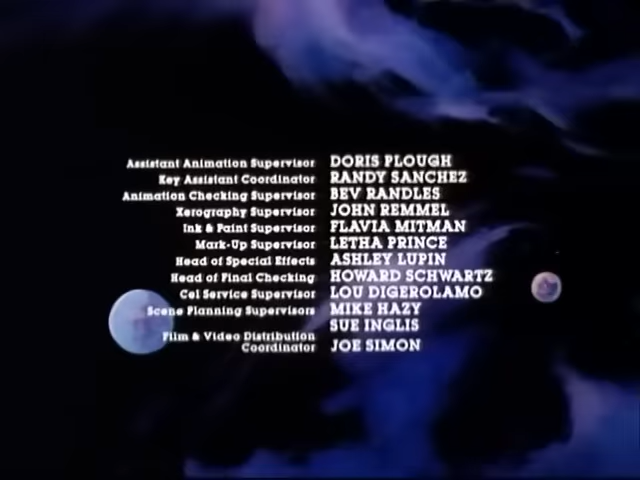 Assistant Animation Supervisor DORIS PLOUGH
Key Assistant Coordinator RANDY SANCHEZ
Animation Checking Supervisor BEV RANDLES
Xerography Supervisor JOHN REMMEL
Ink & Paint Supervisor FLAVIA MITMAN
Mark-Up Supervisor LETHA PRINCE
Head of Special Effects ASHLEY LUPIN
Head of Final Checking HOWARD SCHWARTZ
Cel Service Supervisor LOU DIGEROLAMO
Scene Planning Supervisors MIKE HAZY
SUE INGLIS
Film & Video Distribution
Coordinator JOE SIMON